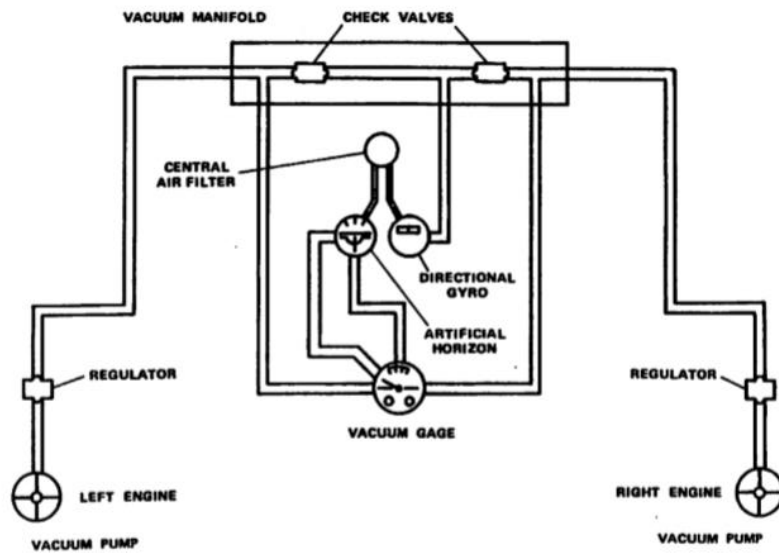 VACUUM MANIFOLD
CHECK VALVES
CENTRAL
AIR FILTER
DIRECTIONAL
GYRO
ARTIFICIAL
HORIZON
REGULATOR
REGULATOR
VACUUM GAGE
LEFT ENGINE
RIGHT ENGINE
VACUUM PUMP
VACUUM PUMP